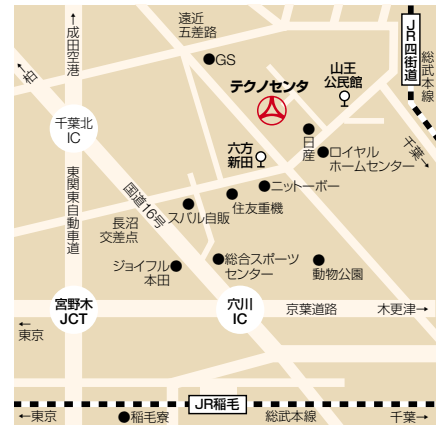 遠近
五差路
GS
成田空港
柏
テクノセンタ
山王
公民館
JR四街道
総武本線
千葉
千葉北
IC
六方
新田
日産
ロイヤル
ホームセンター
ニットーボー
住友重機
スバル自販
国道16号
長沼
交差点
東関東自動車道
ジョイフル
本田
総合スポーツ
センター
動物公園
宮野木
JCT
穴川
IC
京葉道路
木更津
東京
JR稲毛
東京
稲毛寮
総武本線
千葉